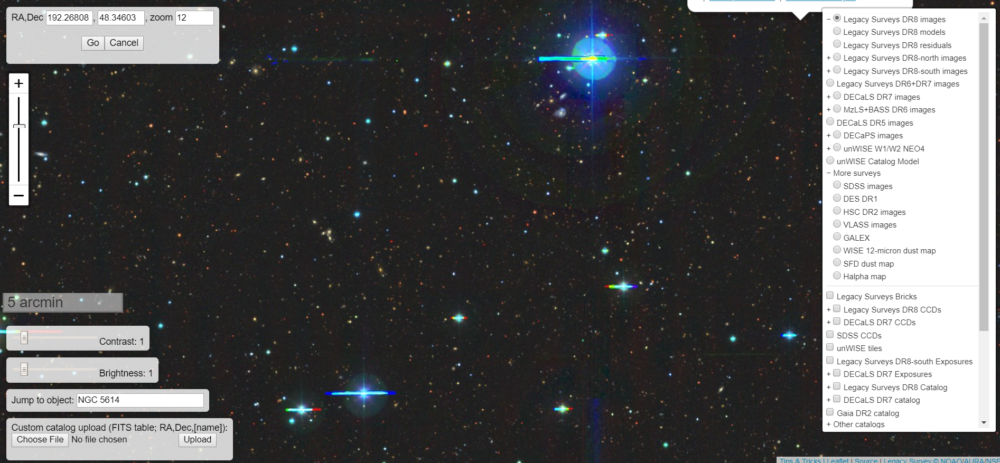 RA,Dec 192.26808 , 48.34603 , zoom 12
Go Cancel
+
−
5 arcmin
Contrast: 1
Brightness: 1
Jump to object: NGC 5614
Custom catalog upload (FITS table; RA,Dec,[name]):
Choose File No file chosen Upload
− Legacy Surveys DR8 images
Legacy Surveys DR8 models
Legacy Surveys DR8 residuals
+ Legacy Surveys DR8-north images
+ Legacy Surveys DR8-south images
Legacy Surveys DR6+DR7 images
+ DECaLS DR7 images
+ MzLS+BASS DR6 images
DECaLS DR5 images
+ DECaPS images
+ unWISE W1/W2 NEO4
unWISE Catalog Model
− More surveys
SDSS images
DES DR1
HSC DR2 images
VLASS images
GALEX
WISE 12-micron dust map
SFD dust map
Halpha map
Legacy Surveys Bricks
+ Legacy Surveys DR8 CCDs
+ DECaLS DR7 CCDs
SDSS CCDs
unWISE tiles
Legacy Surveys DR8-south Exposures
+ DECaLS DR7 Exposures
+ Legacy Surveys DR8 Catalog
+ DECaLS DR7 catalog
Gaia DR2 catalog
+ Other catalogs
Tips & Tricks | Leaflet | Source | Legacy Survey © NOAO/AURA/NSF